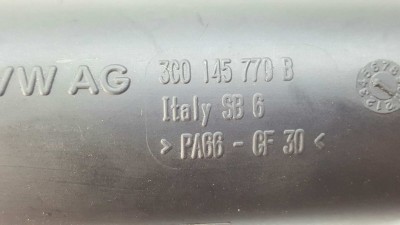 VW AG 3C0 145 770 B
Italy SB 6
> PA66 - GF 30 <